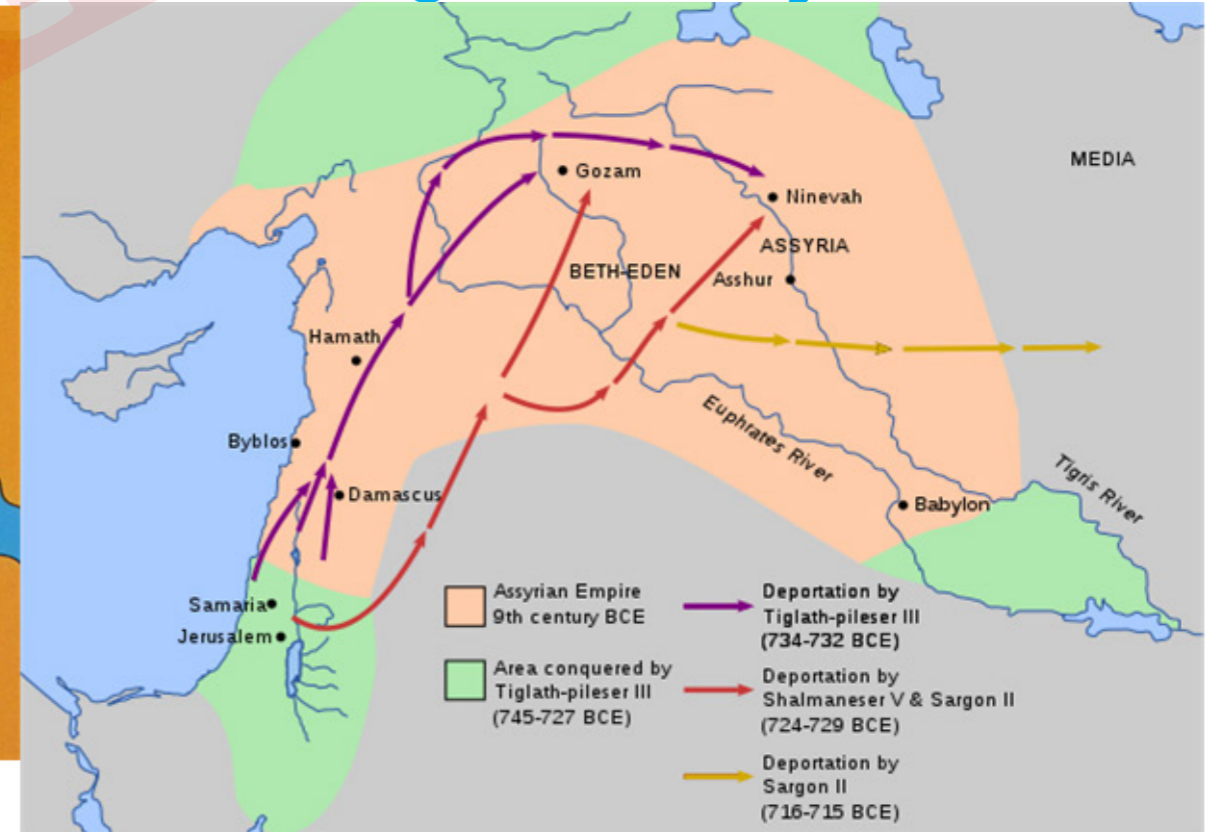 MEDIA
Gozam
Ninevah
ASSYRIA
BETH-EDEN
Asshur
Hamath
Euphrates River
Byblos
Tigris River
Damascus
Babylon
Samaria
Jerusalem
Assyrian Empire
9th century BCE
Area conquered by
Tiglath-pileser III
(745-727 BCE)
Deportation by
Tiglath-pileser III
(734-732 BCE)
Deportation by
Shalmaneser V & Sargon II
(724-729 BCE)
Deportation by
Sargon II
(716-715 BCE)